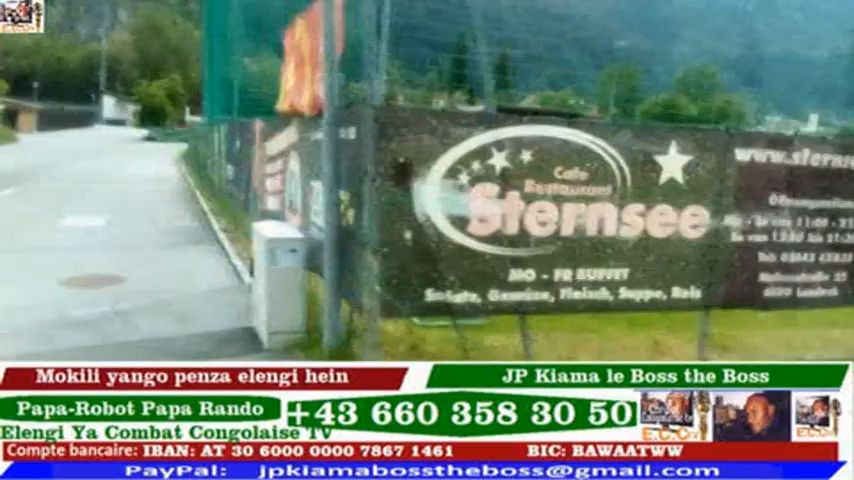 Cafe
Restaurant
Sternsee
MO - FR BUFFET
Salate, Gemüse, Fleisch, Suppe, Reis
www.sternsee
Mokili yango penza elengi hein
JP Kiama le Boss the Boss
Papa-Robot Papa Rando
+43 660 358 30 50
Elengi Ya Combat Congolaise TV
E.C.C.TV
Compte bancaire: IBAN: AT 30 6000 0000 7867 1461
BIC: BAWAATWW
PayPal: jpkiamabosstheboss@gmail.com